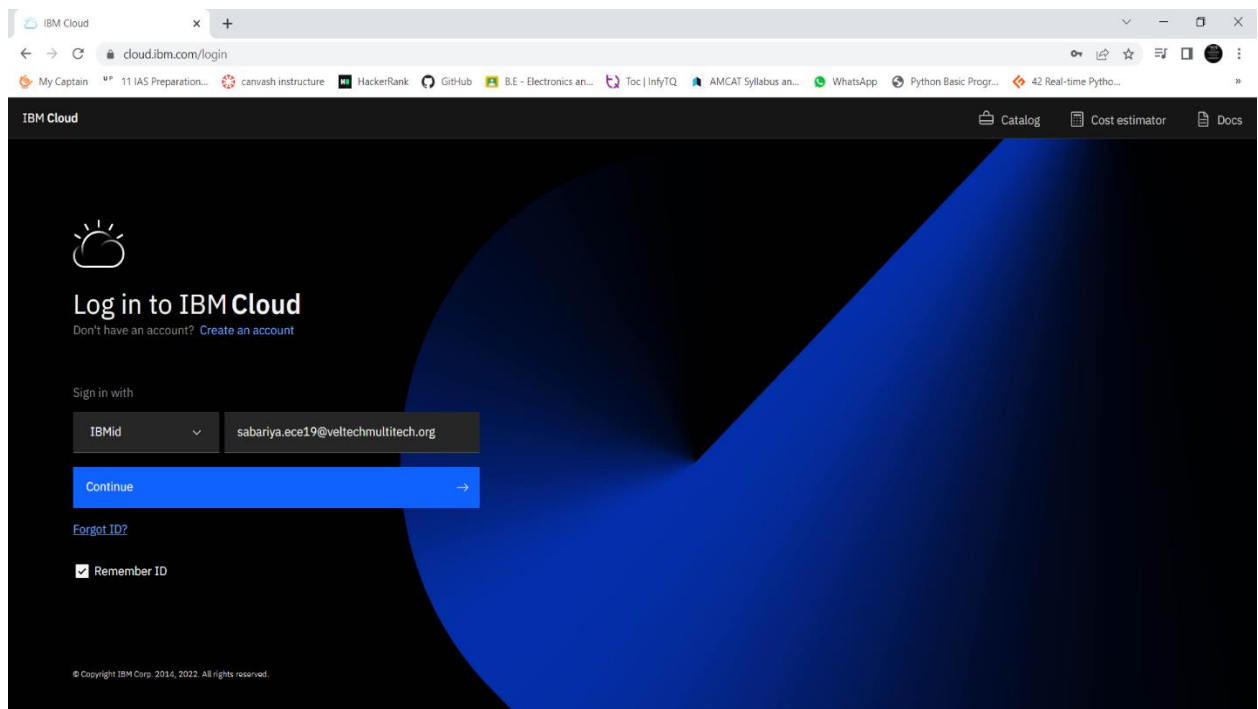 IBM Cloud
cloud.ibm.com/login
My Captain UP 11 IAS Preparation... canvash instructure HackerRank GitHub B.E - Electronics an... Toc | InfyTQ AMCAT Syllabus an... WhatsApp Python Basic Progr... 42 Real-time Pytho... »
IBM Cloud Catalog Cost estimator Docs
Log in to IBM Cloud
Don't have an account? Create an account
Sign in with
IBMid sabariya.ece19@veltechmultitech.org
Continue
Forgot ID?
Remember ID
© Copyright IBM Corp. 2014, 2022. All rights reserved.